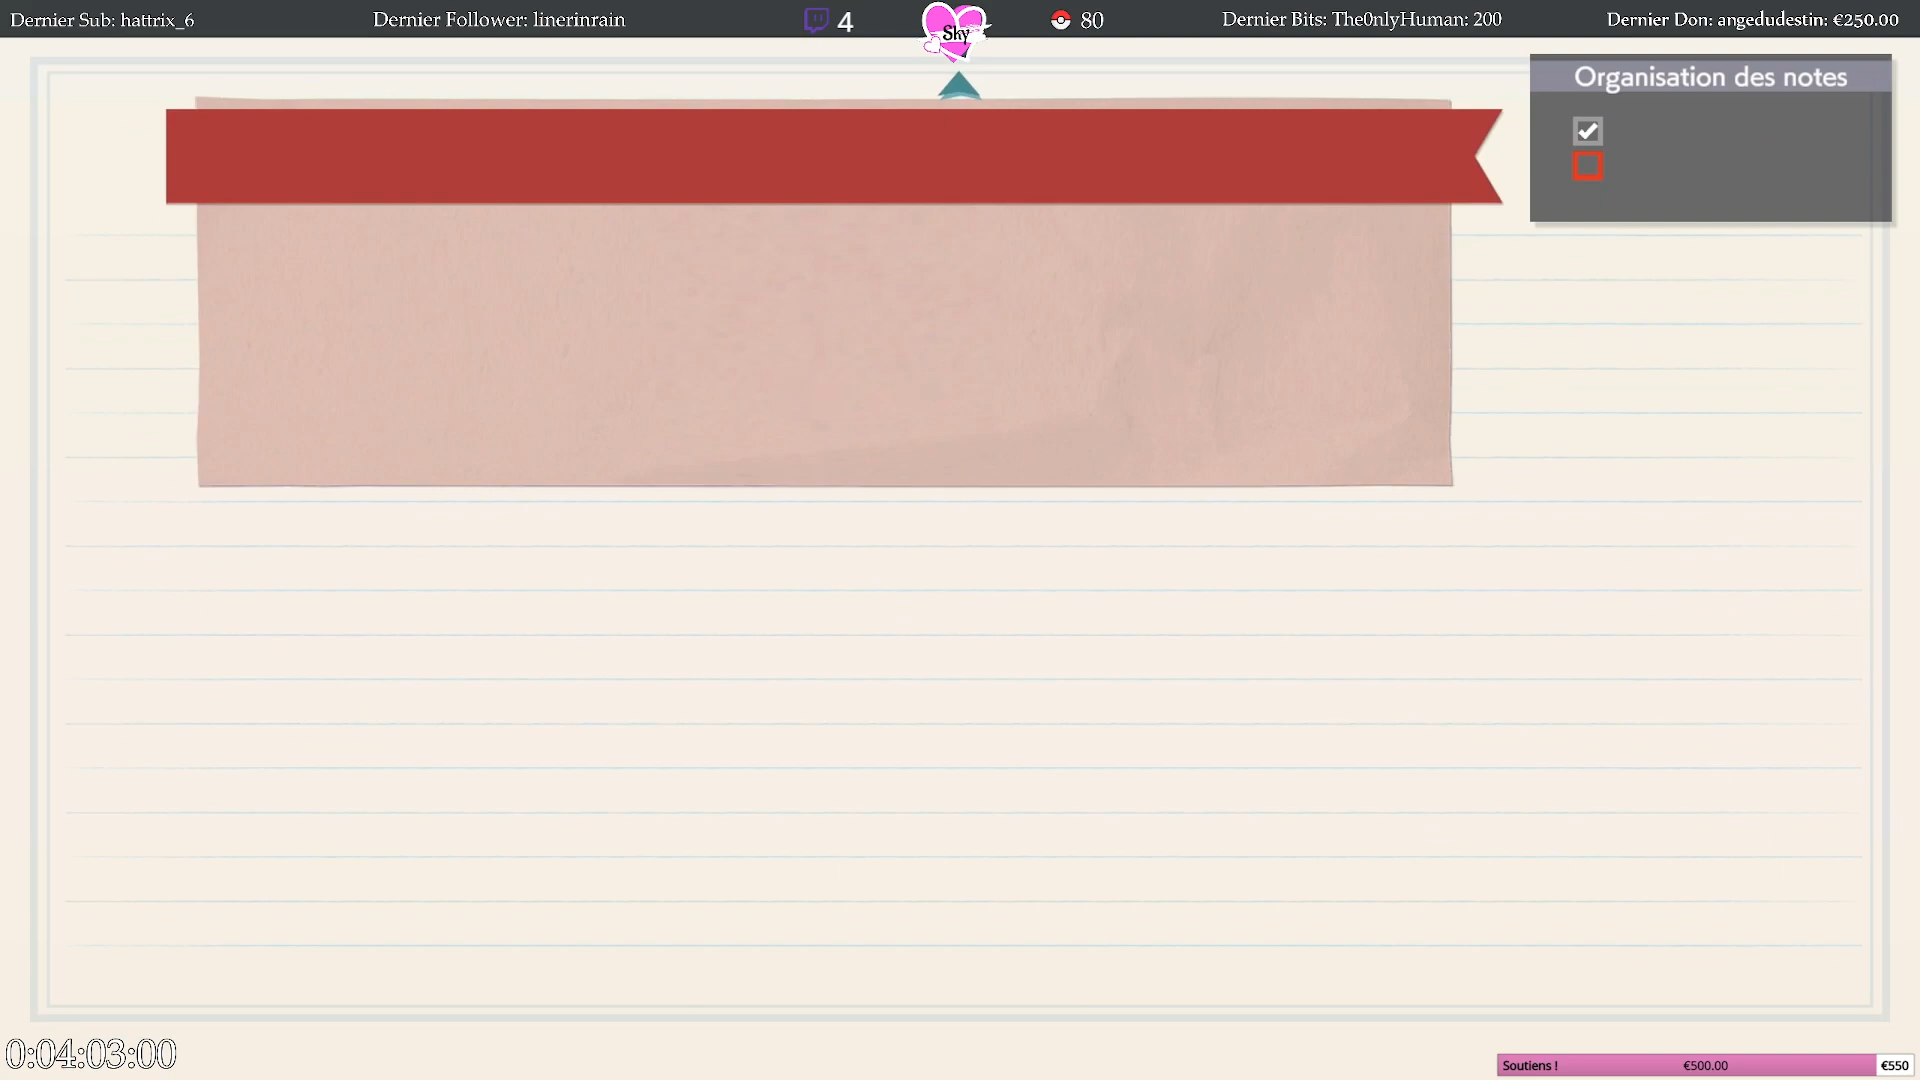 Dernier Sub: hattrix_6
Dernier Follower: linerinrain
4
Sky
80
Dernier Bits: The0nlyHuman: 200
Dernier Don: angedudestin: €250.00
Organisation des notes
0:04:03:00
Soutiens !
€500.00
€550